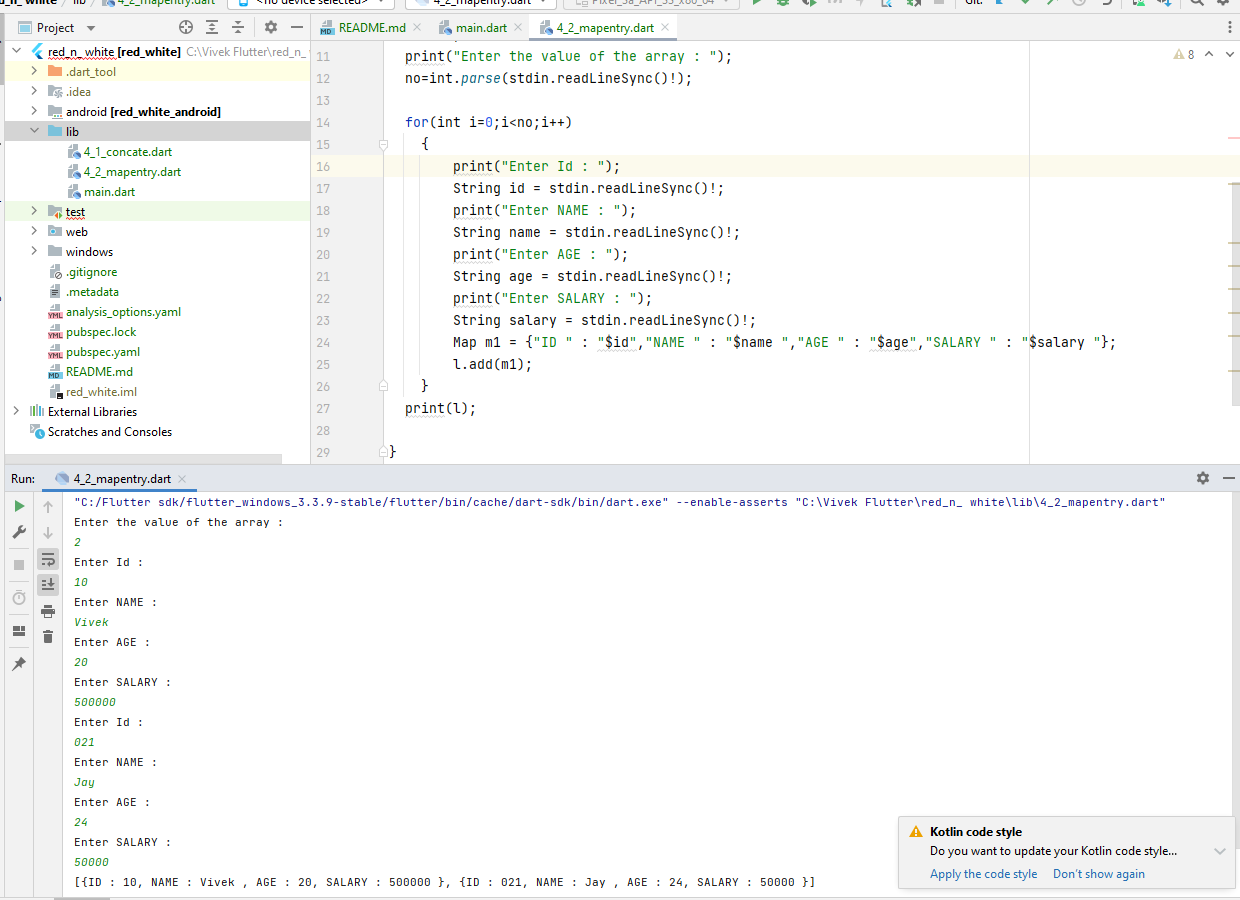 red_n_white lib 4_2_mapentry.dart <no device selected> 4_2_mapentry.dart Pixel_3a_API_33_x86_64 Git:
Project README.md main.dart 4_2_mapentry.dart
red_n_white [red_white] C:\Vivek Flutter\red_n_
.dart_tool
.idea
android [red_white_android]
lib
4_1_concate.dart
4_2_mapentry.dart
main.dart
test
web
windows
.gitignore
.metadata
analysis_options.yaml
pubspec.lock
pubspec.yaml
README.md
red_white.iml
External Libraries
Scratches and Consoles
8
11 print("Enter the value of the array : ");
12 no=int.parse(stdin.readLineSync()!);
13
14 for(int i=0;i<no;i++)
15 {
16 print("Enter Id : ");
17 String id = stdin.readLineSync()!;
18 print("Enter NAME : ");
19 String name = stdin.readLineSync()!;
20 print("Enter AGE : ");
21 String age = stdin.readLineSync()!;
22 print("Enter SALARY : ");
23 String salary = stdin.readLineSync()!;
24 Map m1 = {"ID " : "$id","NAME " : "$name ","AGE " : "$age","SALARY " : "$salary "};
25 l.add(m1);
26 }
27 print(l);
28
29 }
Run: 4_2_mapentry.dart
"C:/Flutter sdk/flutter_windows_3.3.9-stable/flutter/bin/cache/dart-sdk/bin/dart.exe" --enable-asserts "C:\Vivek Flutter\red_n_ white\lib\4_2_mapentry.dart"
Enter the value of the array :
2
Enter Id :
10
Enter NAME :
Vivek
Enter AGE :
20
Enter SALARY :
500000
Enter Id :
021
Enter NAME :
Jay
Enter AGE :
24
Enter SALARY :
50000
[{ID : 10, NAME : Vivek , AGE : 20, SALARY : 500000 }, {ID : 021, NAME : Jay , AGE : 24, SALARY : 50000 }]
Kotlin code style
Do you want to update your Kotlin code style...
Apply the code style Don't show again